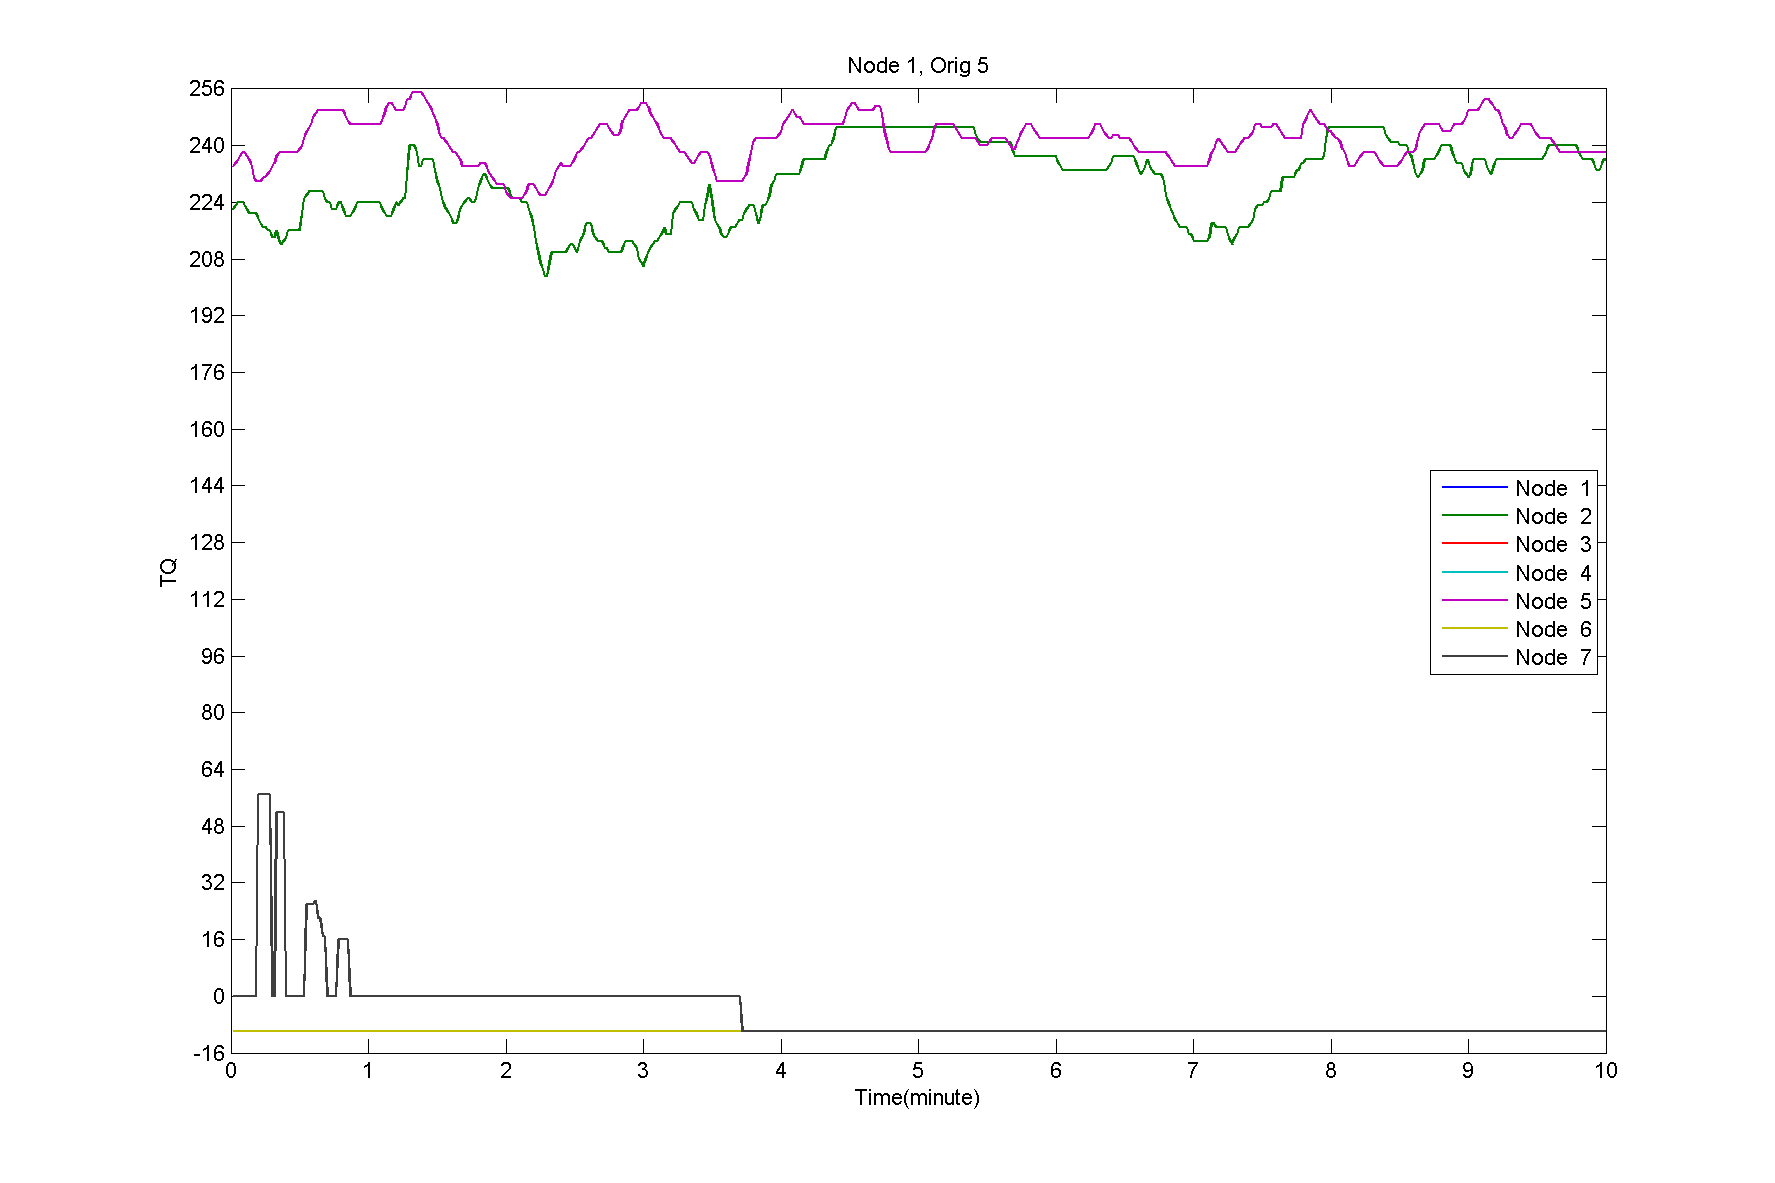 Node 1, Orig 5
256
240
224
208
192
176
160
144
128
112
96
80
64
48
32
16
0
-16
TQ
Node 1
Node 2
Node 3
Node 4
Node 5
Node 6
Node 7
0 1 2 3 4 5 6 7 8 9 10
Time(minute)